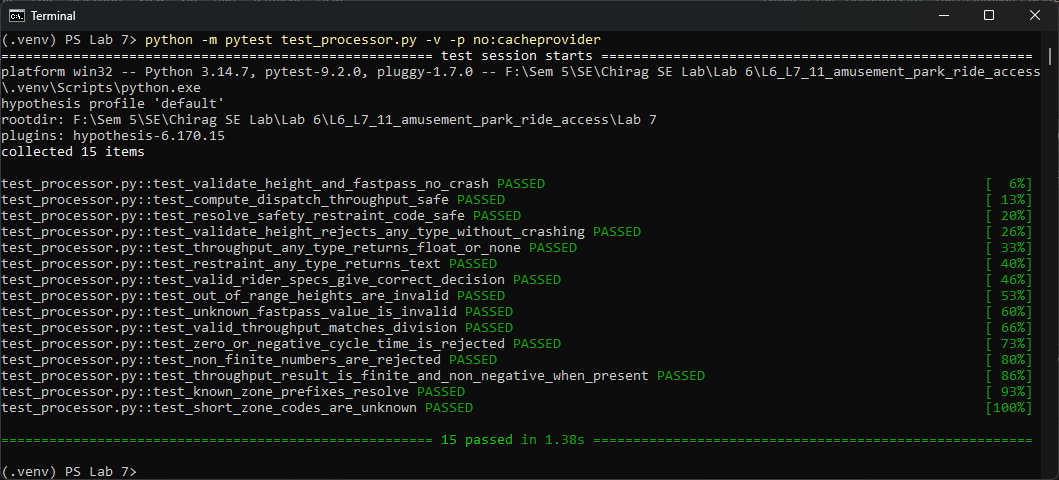 Terminal
(.venv) PS Lab 7> python -m pytest test_processor.py -v -p no:cacheprovider
==================================================== test session starts ====================================================
platform win32 -- Python 3.14.7, pytest-9.2.0, pluggy-1.7.0 -- F:\Sem 5\SE\Chirag SE Lab\Lab 6\L6_L7_11_amusement_park_ride_access
\.venv\Scripts\python.exe
hypothesis profile 'default'
rootdir: F:\Sem 5\SE\Chirag SE Lab\Lab 6\L6_L7_11_amusement_park_ride_access\Lab 7
plugins: hypothesis-6.170.15
collected 15 items
test_processor.py::test_validate_height_and_fastpass_no_crash PASSED [  6%]
test_processor.py::test_compute_dispatch_throughput_safe PASSED [ 13%]
test_processor.py::test_resolve_safety_restraint_code_safe PASSED [ 20%]
test_processor.py::test_validate_height_rejects_any_type_without_crashing PASSED [ 26%]
test_processor.py::test_throughput_any_type_returns_float_or_none PASSED [ 33%]
test_processor.py::test_restraint_any_type_returns_text PASSED [ 40%]
test_processor.py::test_valid_rider_specs_give_correct_decision PASSED [ 46%]
test_processor.py::test_out_of_range_heights_are_invalid PASSED [ 53%]
test_processor.py::test_unknown_fastpass_value_is_invalid PASSED [ 60%]
test_processor.py::test_valid_throughput_matches_division PASSED [ 66%]
test_processor.py::test_zero_or_negative_cycle_time_is_rejected PASSED [ 73%]
test_processor.py::test_non_finite_numbers_are_rejected PASSED [ 80%]
test_processor.py::test_throughput_result_is_finite_and_non_negative_when_present PASSED [ 86%]
test_processor.py::test_known_zone_prefixes_resolve PASSED [ 93%]
test_processor.py::test_short_zone_codes_are_unknown PASSED [100%]
==================================================== 15 passed in 1.38s ====================================================
(.venv) PS Lab 7>